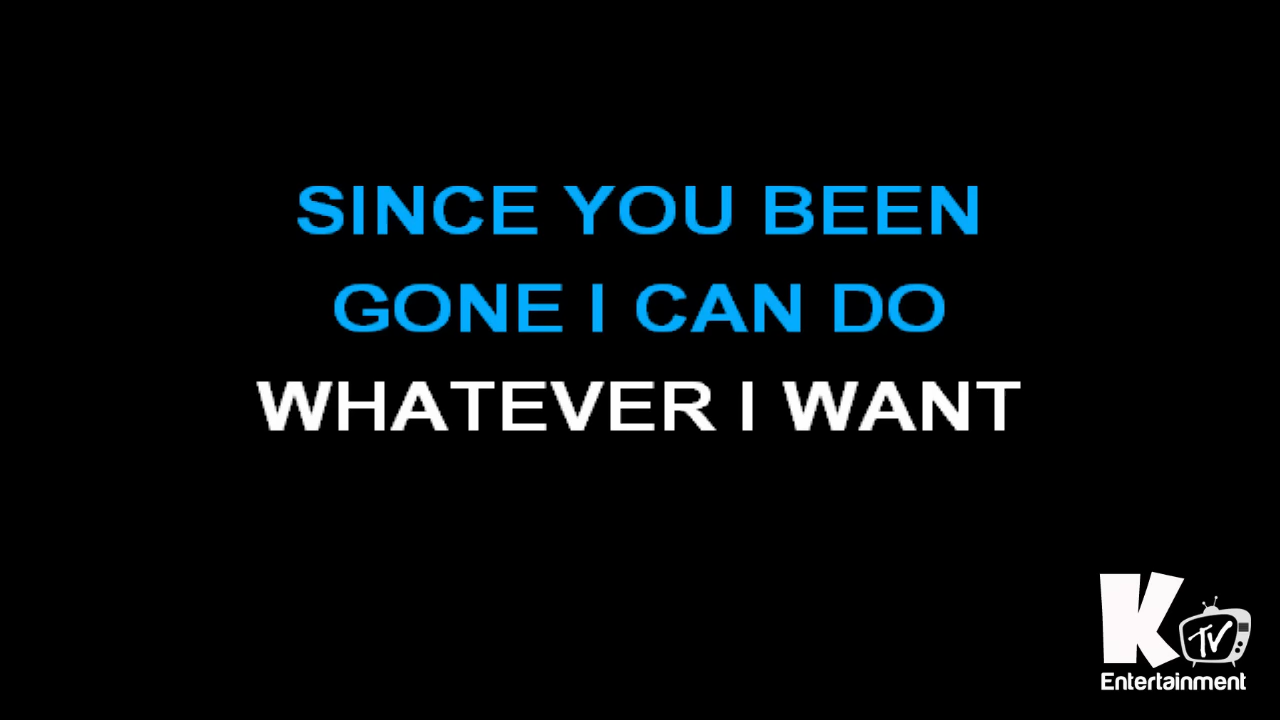 SINCE YOU BEEN
GONE I CAN DO
WHATEVER I WANT
K TV
Entertainment